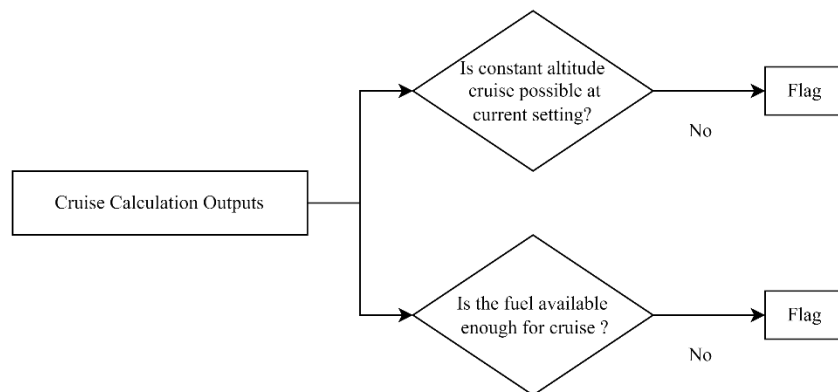 Is constant altitude
cruise possible at
current setting?
Flag
No
Cruise Calculation Outputs
Is the fuel available
enough for cruise ?
Flag
No